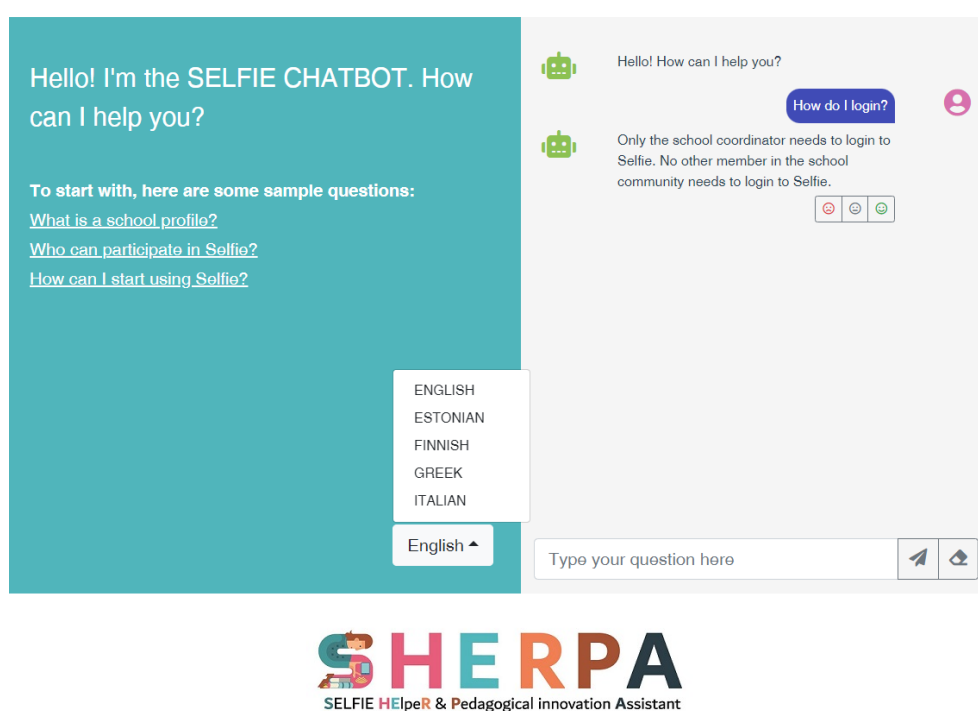 Hello! I'm the SELFIE CHATBOT. How
can I help you?
To start with, here are some sample questions:
What is a school profile?
Who can participate in Selfie?
How can I start using Selfie?
ENGLISH
ESTONIAN
FINNISH
GREEK
ITALIAN
English
Hello! How can I help you?
How do I login?
Only the school coordinator needs to login to
Selfie. No other member in the school
community needs to login to Selfie.
Type your question here
SHERPA
SELFIE HElpeR & Pedagogical innovation Assistant